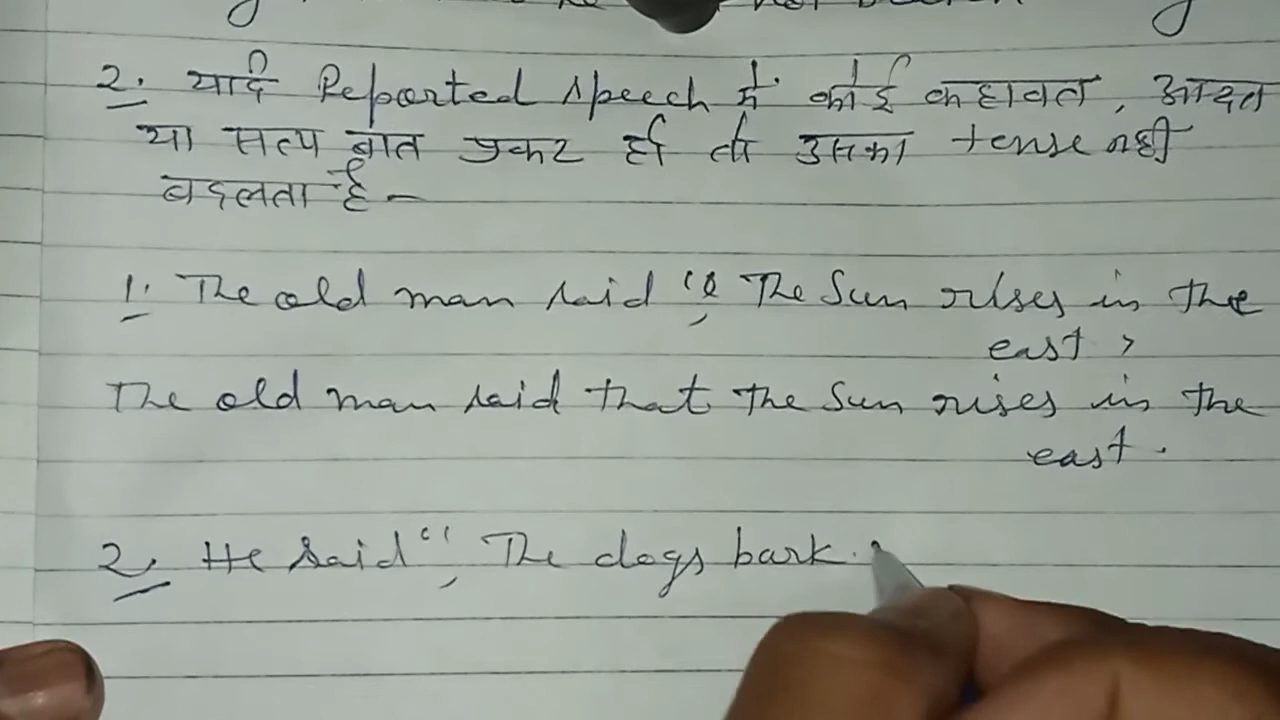 2. यदि Reported speech में कोई कहावत, आदत
या सत्य बात प्रकट हो तो उसका tense नही
बदलता है –
1. The old man said, " The Sun rises in the
east >
The old man said that the Sun rises in the
east .
2. He said, " The dogs bark .